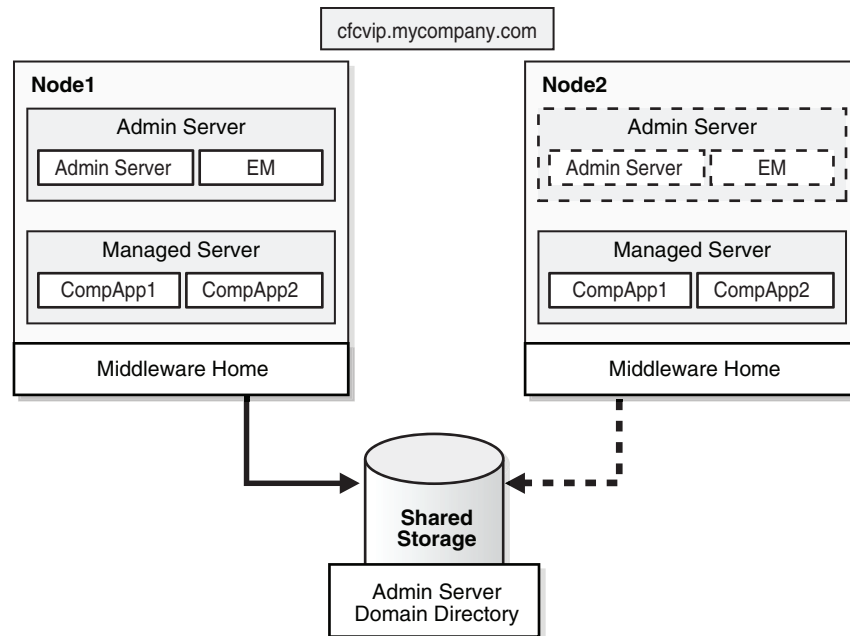 cfcvip.mycompany.com
Node1
Admin Server
Admin Server
EM
Managed Server
CompApp1
CompApp2
Middleware Home
Node2
Admin Server
Admin Server
EM
Managed Server
CompApp1
CompApp2
Middleware Home
Shared
Storage
Admin Server
Domain Directory